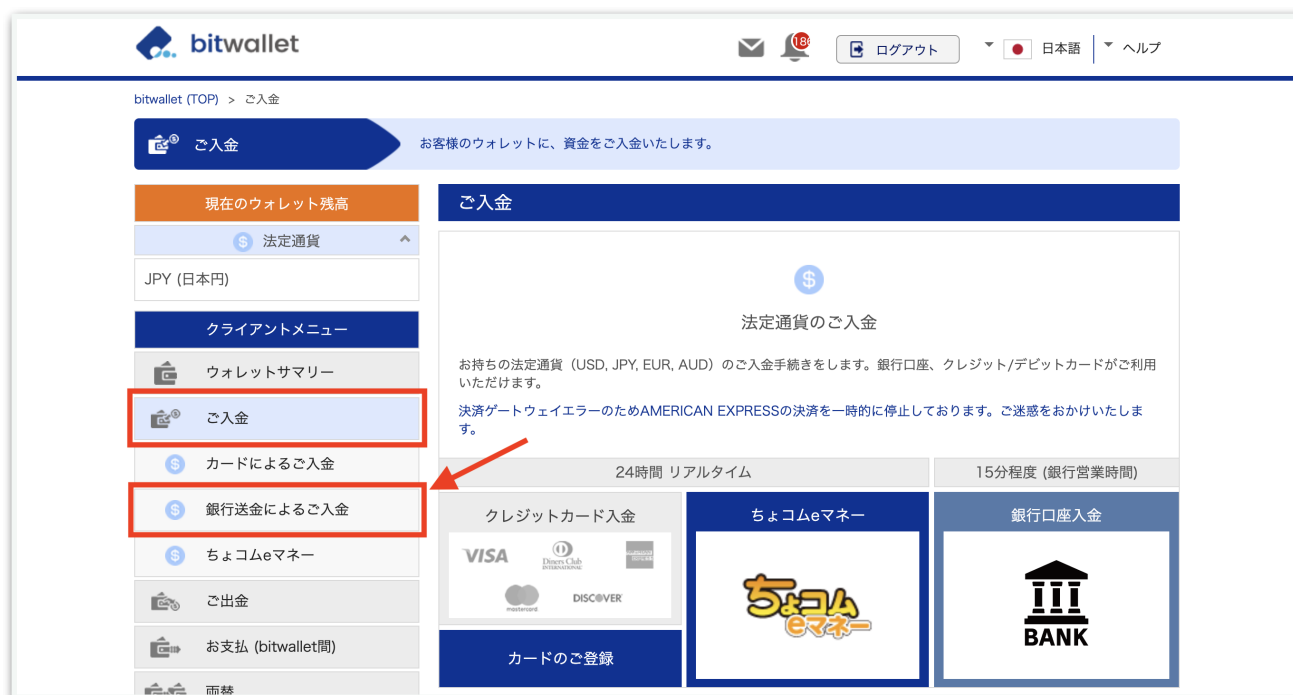 bitwallet
186
ログアウト
日本語
ヘルプ
bitwallet (TOP) > ご入金
ご入金
お客様のウォレットに、資金をご入金いたします。
現在のウォレット残高
法定通貨
JPY (日本円)
クライアントメニュー
ウォレットサマリー
ご入金
カードによるご入金
銀行送金によるご入金
ちょコムeマネー
ご出金
お支払 (bitwallet間)
両替
ご入金
法定通貨のご入金
お持ちの法定通貨（USD, JPY, EUR, AUD）のご入金手続きをします。銀行口座、クレジット/デビットカードがご利用
いただけます。
決済ゲートウェイエラーのためAMERICAN EXPRESSの決済を一時的に停止しております。ご迷惑をおかけいたしま
す。
24時間 リアルタイム
15分程度 (銀行営業時間)
クレジットカード入金
VISA
Diners Club
INTERNATIONAL
mastercard
DISCOVER
カードのご登録
ちょコムeマネー
ちょコム
eマネー
銀行口座入金
BANK